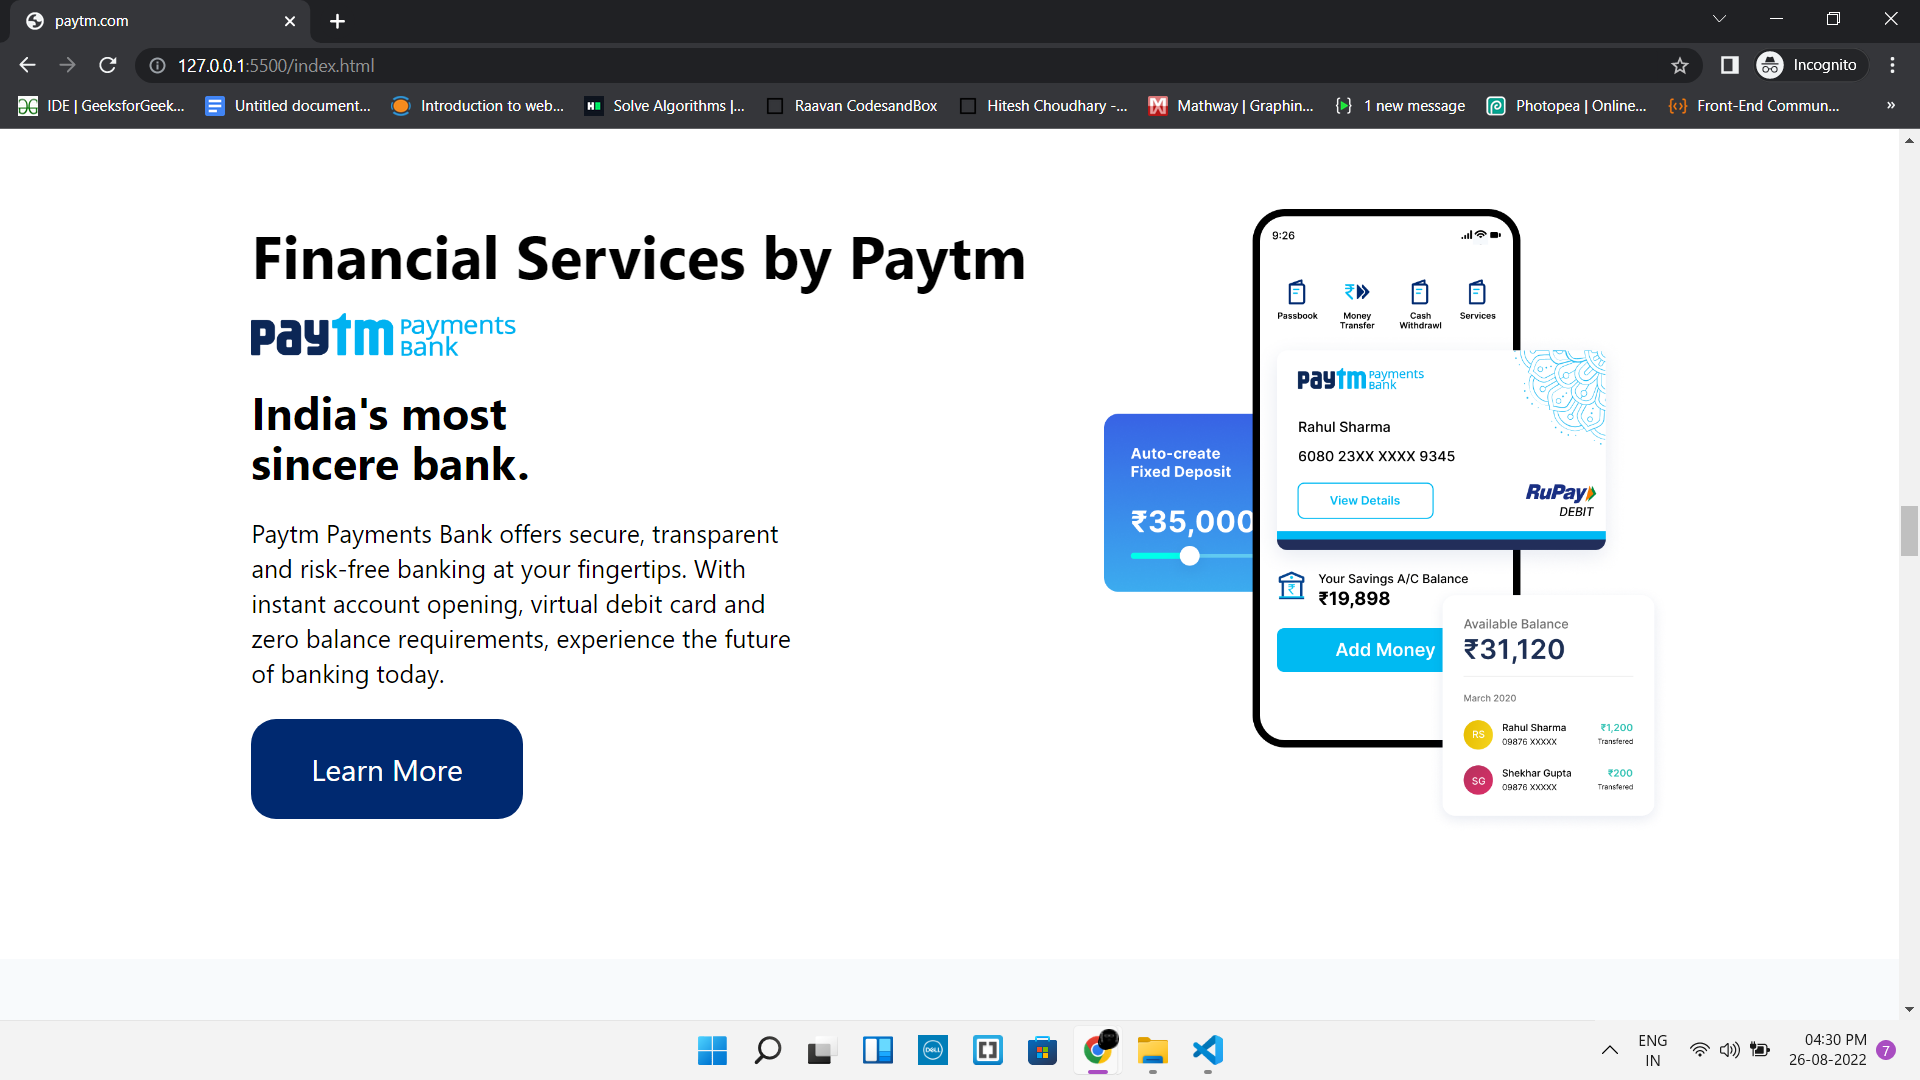 paytm.com
127.0.0.1:5500/index.html
Incognito
IDE | GeeksforGeek...
Untitled document...
Introduction to web...
Solve Algorithms |...
Raavan CodesandBox
Hitesh Choudhary -...
Mathway | Graphin...
1 new message
Photopea | Online...
Front-End Commun...
»
Financial Services by Paytm
paytm Payments
Bank
India's most
sincere bank.
Paytm Payments Bank offers secure, transparent
and risk-free banking at your fingertips. With
instant account opening, virtual debit card and
zero balance requirements, experience the future
of banking today.
Learn More
9:26
Passbook
Money
Transfer
Cash
Withdrawl
Services
paytm Payments
Bank
Rahul Sharma
6080 23XX XXXX 9345
View Details
RuPay
DEBIT
Auto-create
Fixed Deposit
₹35,000
Your Savings A/C Balance
₹19,898
Add Money
Available Balance
₹31,120
March 2020
RS
Rahul Sharma
₹1,200
09876 XXXXX
Transfered
SG
Shekhar Gupta
₹200
09876 XXXXX
Transfered
DELL
ENG
IN
04:30 PM
26-08-2022
7